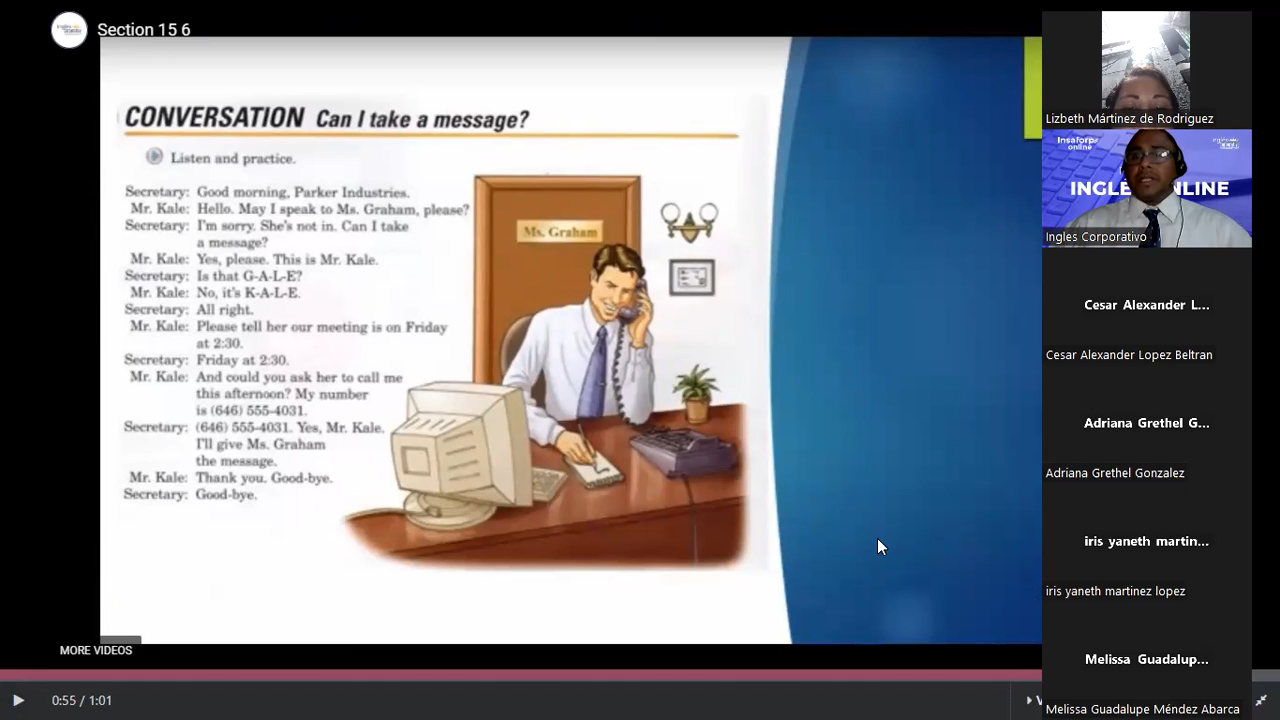 Section 15 6
CONVERSATION Can I take a message?
Listen and practice.
Secretary: Good morning, Parker Industries.
Mr. Kale: Hello. May I speak to Ms. Graham, please?
Secretary: I'm sorry. She's not in. Can I take
a message?
Mr. Kale: Yes, please. This is Mr. Kale.
Secretary: Is that G-A-L-E?
Mr. Kale: No, it's K-A-L-E.
Secretary: All right.
Mr. Kale: Please tell her our meeting is on Friday
at 2:30.
Secretary: Friday at 2:30.
Mr. Kale: And could you ask her to call me
this afternoon? My number
is (646) 555-4031.
Secretary: (646) 555-4031. Yes, Mr. Kale.
I'll give Ms. Graham
the message.
Mr. Kale: Thank you. Good-bye.
Secretary: Good-bye.
Ms. Graham
MORE VIDEOS
0:55 / 1:01
Lizbeth Mártinez de Rodriguez
Insaforp
online
INGLÉ ONLINE
Ingles Corporativo
Cesar Alexander L...
Cesar Alexander Lopez Beltran
Adriana Grethel G...
Adriana Grethel Gonzalez
iris yaneth martin...
iris yaneth martinez lopez
Melissa Guadalup...
Melissa Guadalupe Méndez Abarca